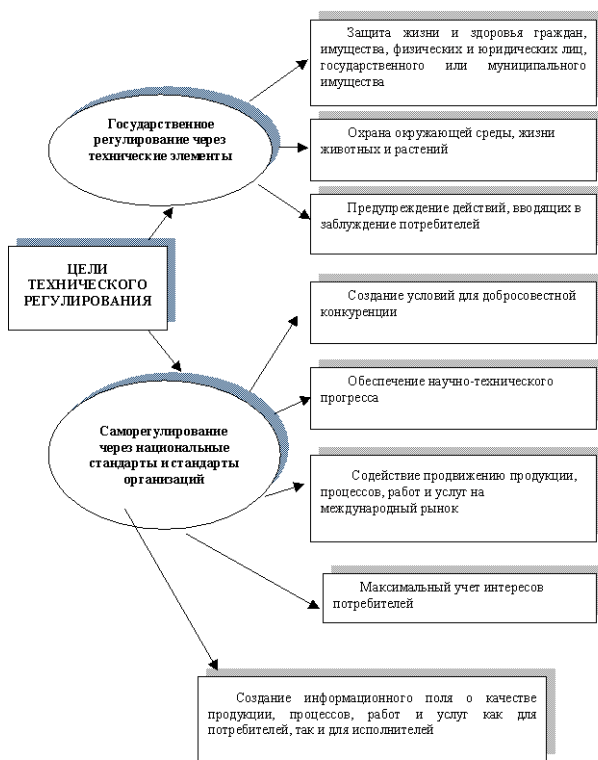 Защита жизни и здоровья граждан,
имущества, физических и юридических лиц,
государственного или муниципального
имущества
Государственное
регулирование через
технические элементы
Охрана окружающей среды, жизни
животных и растений
Предупреждение действий, вводящих в
заблуждение потребителей
ЦЕЛИ
ТЕХНИЧЕСКОГО
РЕГУЛИРОВАНИЯ
Создание условий для добросовестной
конкуренции
Обеспечение научно-технического
прогресса
Саморегулирование
через национальные
стандарты и стандарты
организаций
Содействие продвижению продукции,
процессов, работ и услуг на
международный рынок
Максимальный учет интересов
потребителей
Создание информационного поля о качестве
продукции, процессов, работ и услуг как для
потребителей, так и для исполнителей